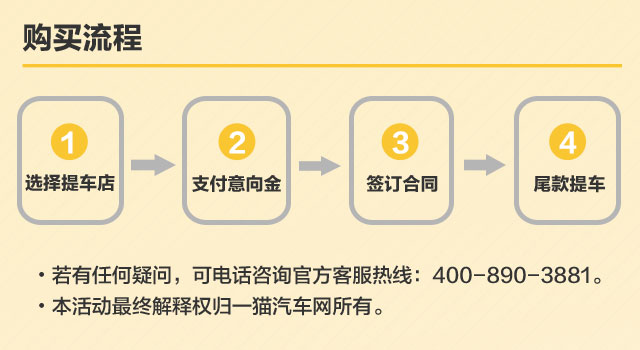 购买流程
1 2 3 4
选择提车店 支付意向金 签订合同 尾款提车
·若有任何疑问，可电话咨询官方客服热线：400-890-3881。
·本活动最终解释权归一猫汽车网所有。